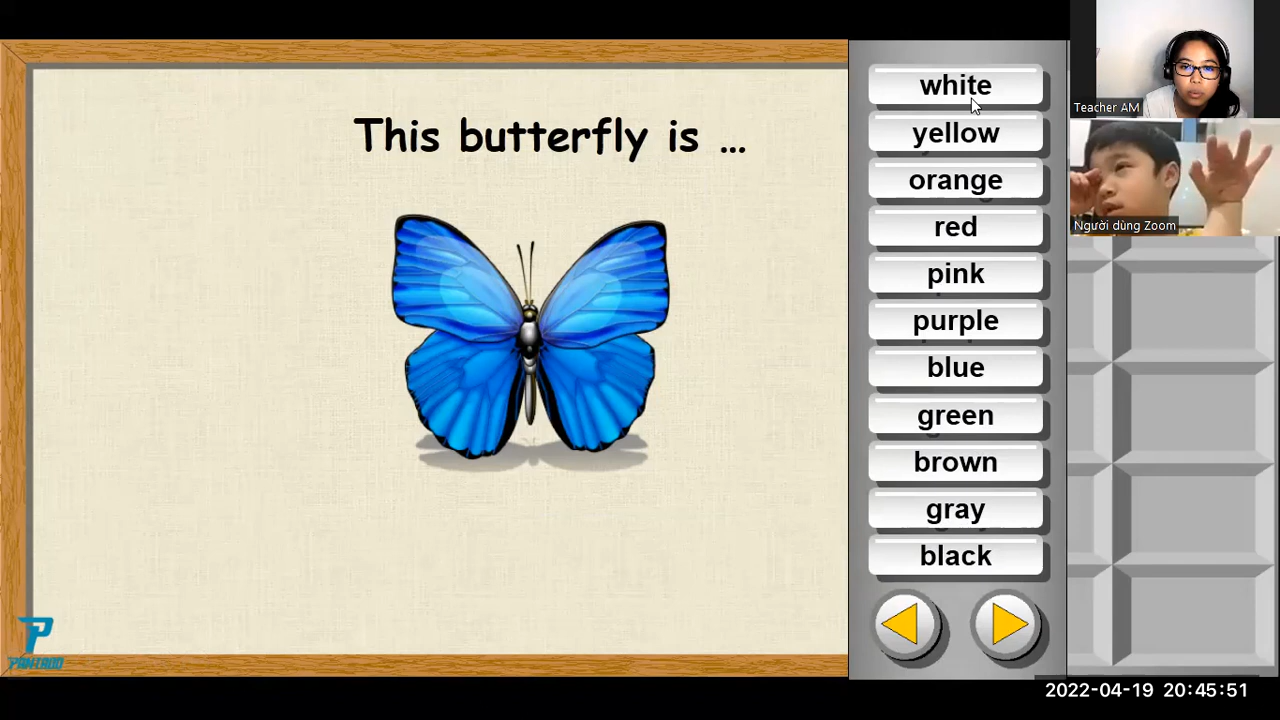 This butterfly is ...
white
yellow
orange
red
pink
purple
blue
green
brown
gray
black
Teacher AM
Người dùng Zoom
PANTADO
2022-04-19 20:45:51